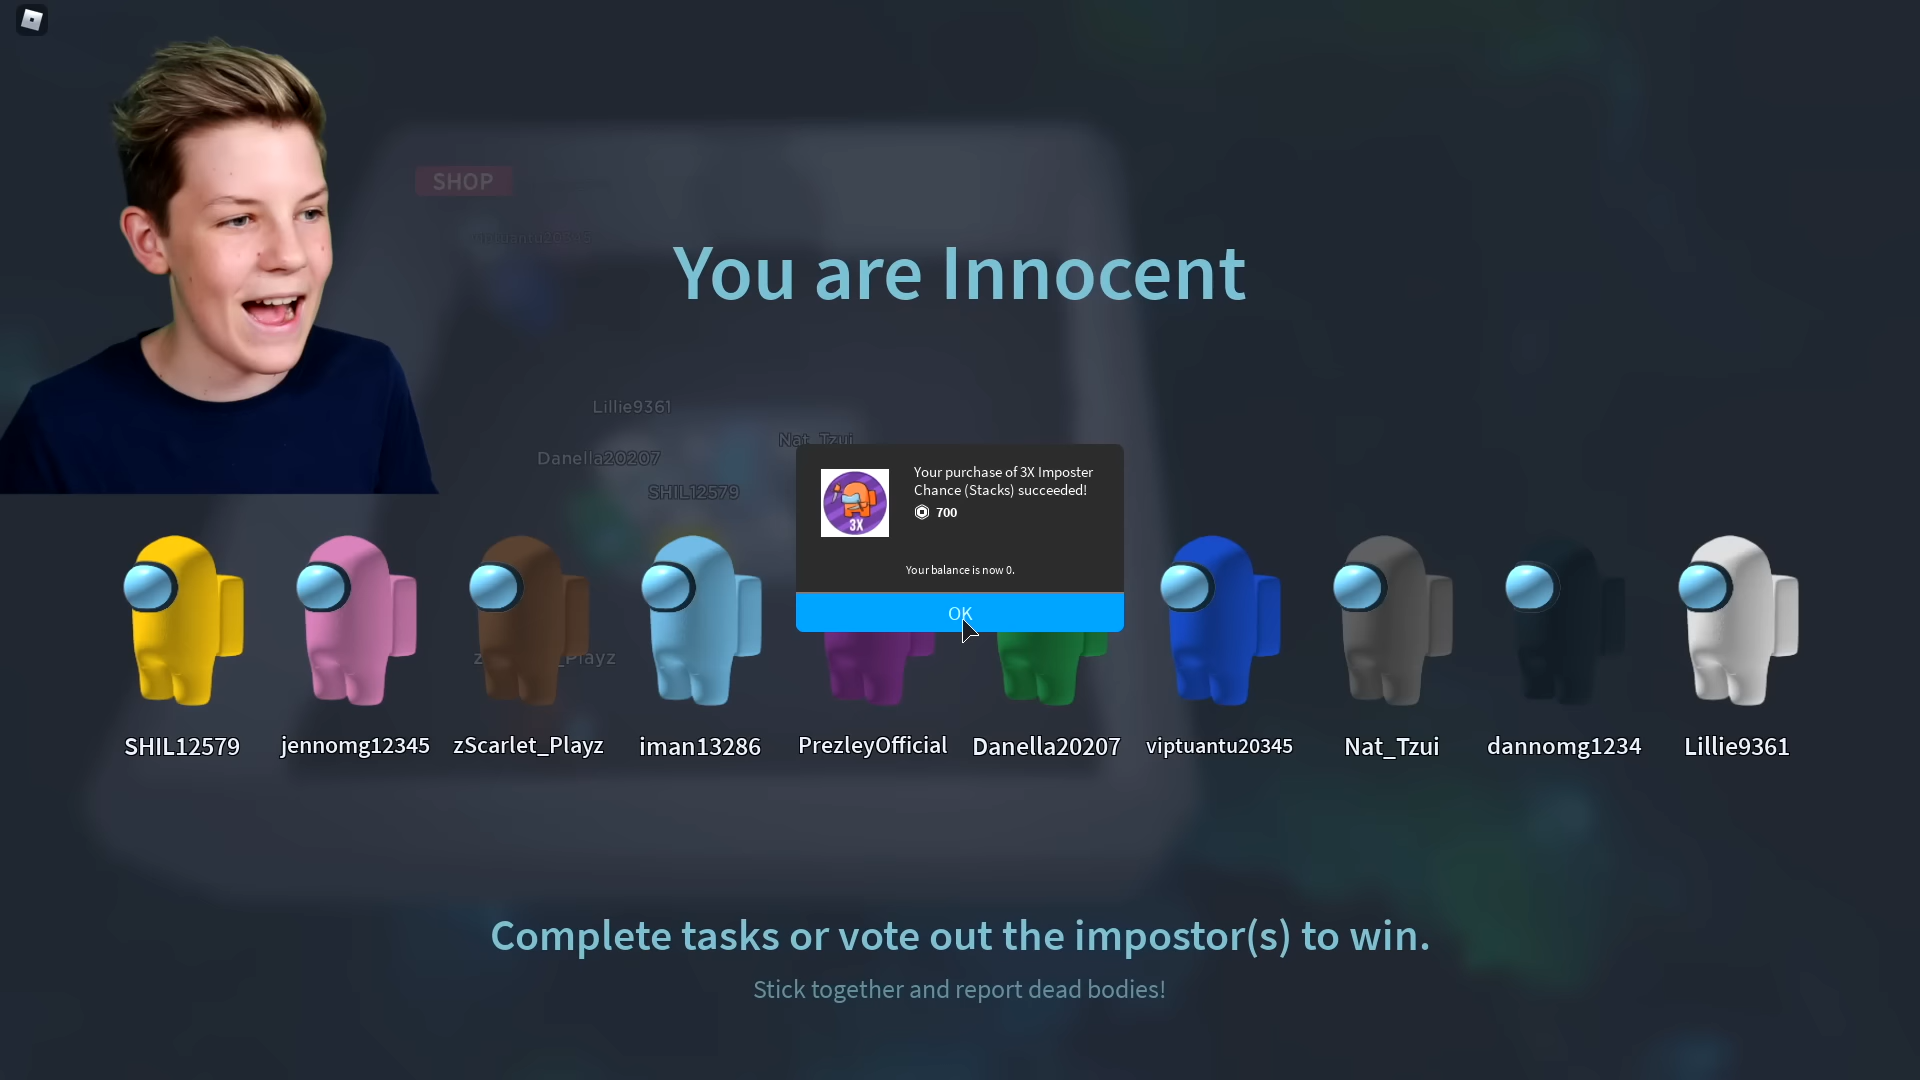 SHOP
You are Innocent
Lillie9361
Nat_Tzui
Danella20207
SHIL12579
Your purchase of 3X Imposter
Chance (Stacks) succeeded!
3X
700
Your balance is now 0.
OK
SHIL12579
jennomg12345
zScarlet_Playz
iman13286
PrezleyOfficial
Danella20207
viptuantu20345
Nat_Tzui
dannomg1234
Lillie9361
Complete tasks or vote out the impostor(s) to win.
Stick together and report dead bodies!